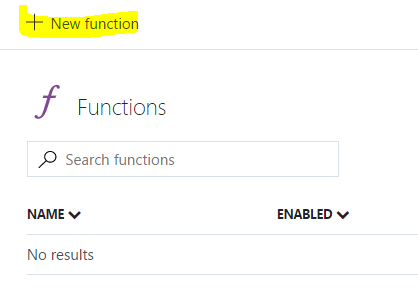 New function
Functions
Search functions
NAME ENABLED
No results